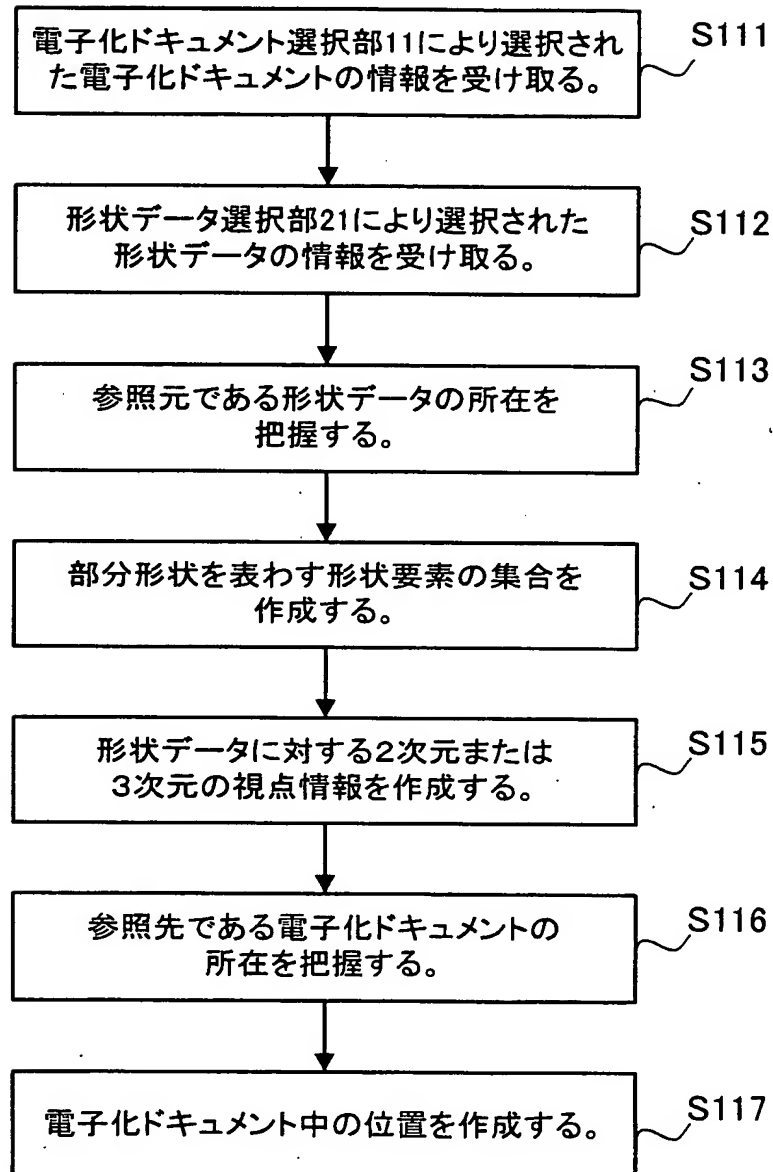 電子化ドキュメント選択部11により選択され
た電子化ドキュメントの情報を受け取る。
S111
形状データ選択部21により選択された
形状データの情報を受け取る。
S112
参照元である形状データの所在を
把握する。
S113
部分形状を表わす形状要素の集合を
作成する。
S114
形状データに対する2次元または
3次元の視点情報を作成する。
S115
参照先である電子化ドキュメントの
所在を把握する。
S116
電子化ドキュメント中の位置を作成する。
S117